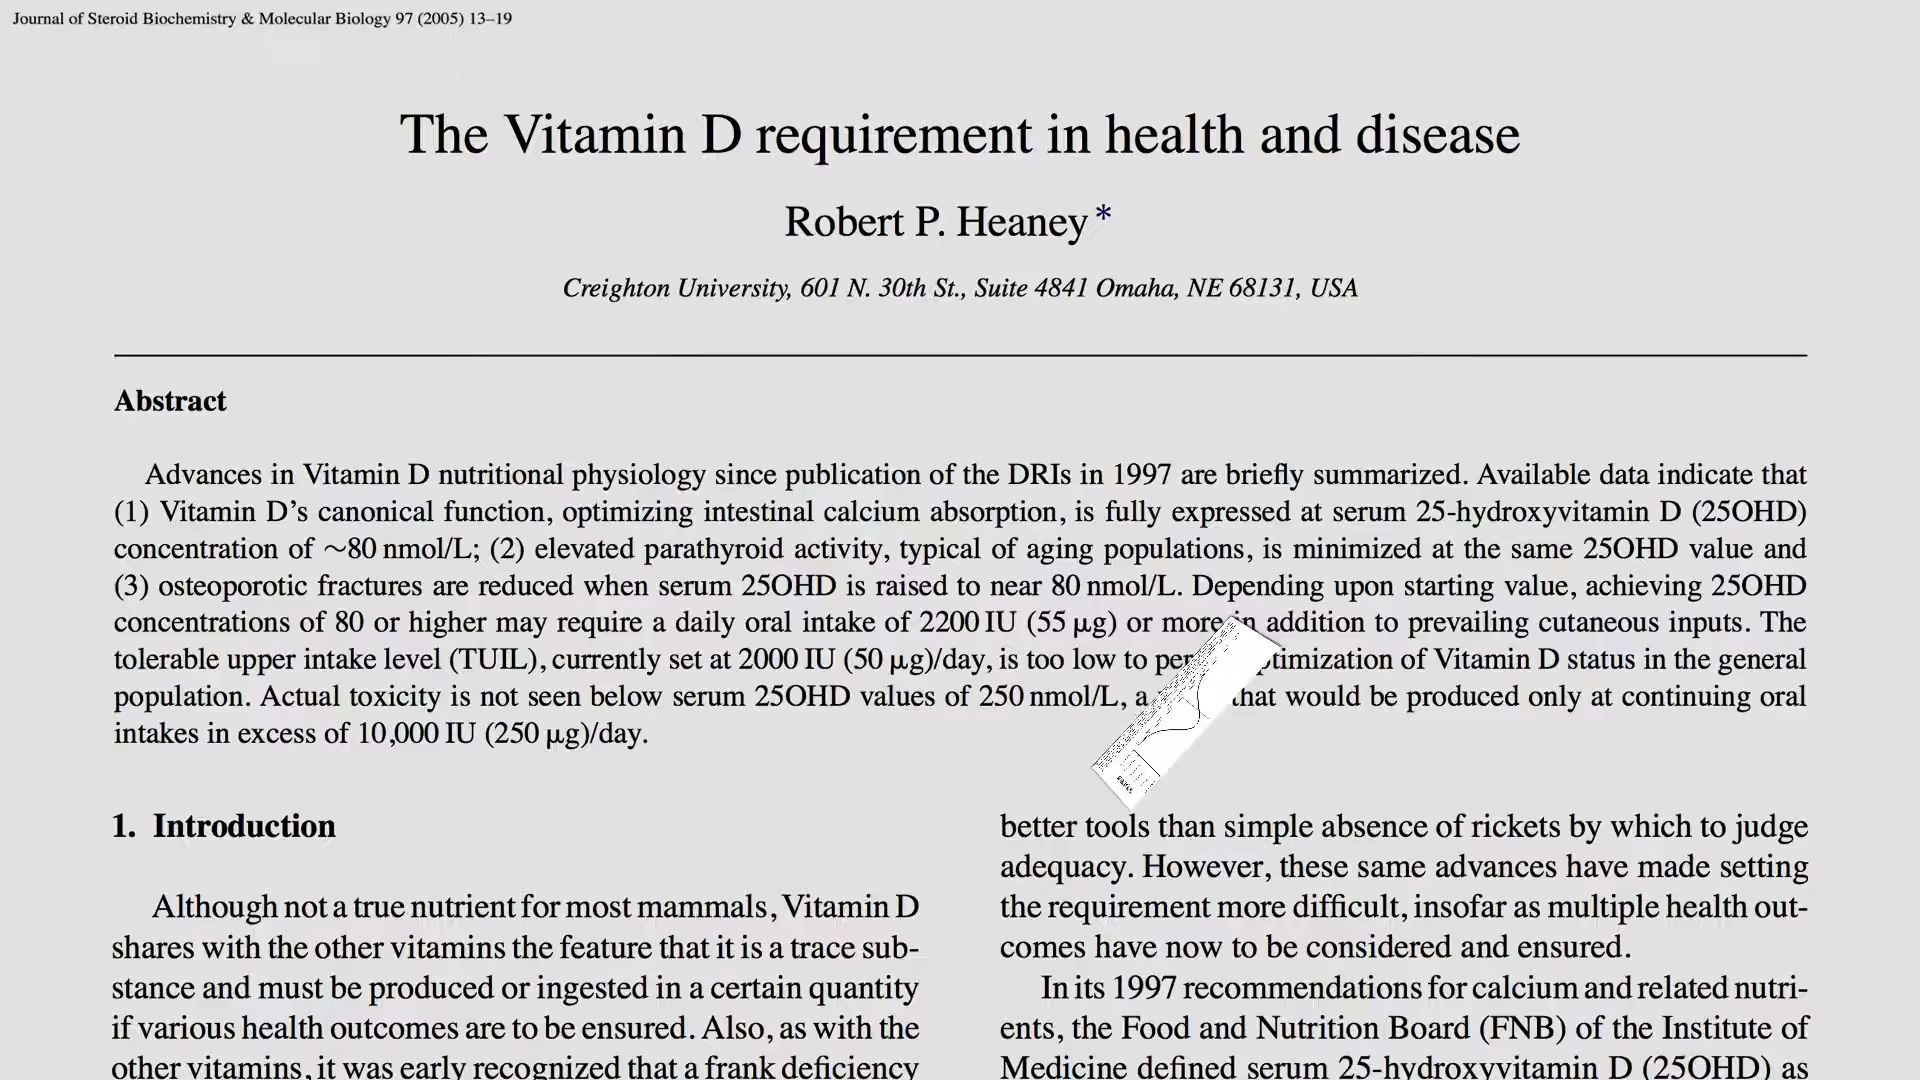 Journal of Steroid Biochemistry & Molecular Biology 97 (2005) 13–19
The Vitamin D requirement in health and disease
Robert P. Heaney*
Creighton University, 601 N. 30th St., Suite 4841 Omaha, NE 68131, USA
Abstract
Advances in Vitamin D nutritional physiology since publication of the DRIs in 1997 are briefly summarized. Available data indicate that
(1) Vitamin D's canonical function, optimizing intestinal calcium absorption, is fully expressed at serum 25-hydroxyvitamin D (25OHD)
concentration of ~80 nmol/L; (2) elevated parathyroid activity, typical of aging populations, is minimized at the same 25OHD value and
(3) osteoporotic fractures are reduced when serum 25OHD is raised to near 80 nmol/L. Depending upon starting value, achieving 25OHD
concentrations of 80 or higher may require a daily oral intake of 2200 IU (55 μg) or more in addition to prevailing cutaneous inputs. The
tolerable upper intake level (TUIL), currently set at 2000 IU (50 μg)/day, is too low to of Vitamin D status in the general
population. Actual toxicity is not seen below serum 25OHD values of 250 nmol/L, a that would be produced only at continuing oral
intakes in excess of 10,000 IU (250 μg)/day.
1. Introduction
Although not a true nutrient for most mammals, Vitamin D
shares with the other vitamins the feature that it is a trace sub-
stance and must be produced or ingested in a certain quantity
if various health outcomes are to be ensured. Also, as with the
other vitamins, it was early recognized that a frank deficiency
better tools than simple absence of rickets by which to judge
adequacy. However, these same advances have made setting
the requirement more difficult, insofar as multiple health out-
comes have now to be considered and ensured.
In its 1997 recommendations for calcium and related nutri-
ents, the Food and Nutrition Board (FNB) of the Institute of
Medicine defined serum 25-hydroxyvitamin D (25OHD) as